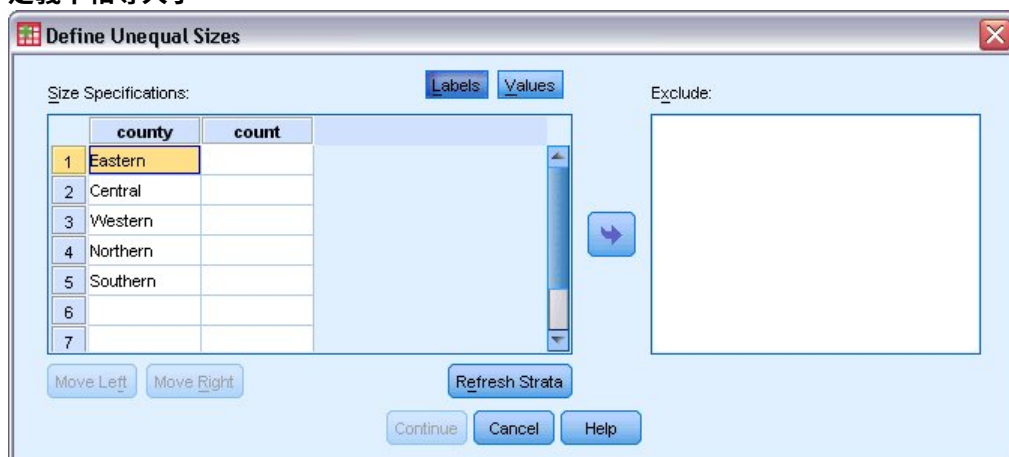 Define Unequal Sizes
Size Specifications:
Labels Values
Exclude:
county count
1 Eastern
2 Central
3 Western
4 Northern
5 Southern
6
7
Move Left Move Right Refresh Strata
Continue Cancel Help